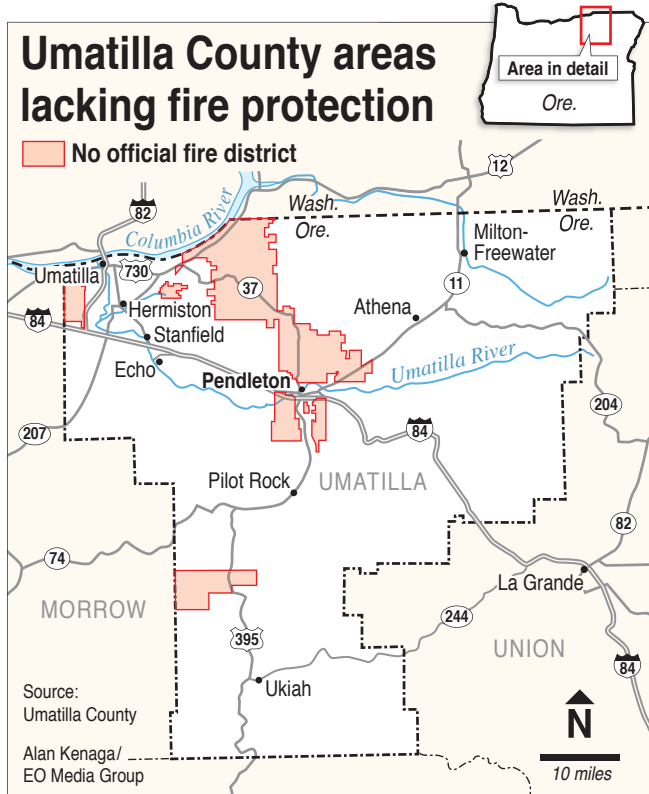 Umatilla County areas
lacking fire protection
No official fire district
Area in detail
Ore.
12
82
Columbia River
Wash.
Ore.
Wash.
Ore.
Milton-
Freewater
Umatilla
730
37
11
Hermiston
Athena
84
Stanfield
Echo
Pendleton
Umatilla River
204
207
84
Pilot Rock
UMATILLA
82
74
La Grande
MORROW
244
395
UNION
84
Ukiah
Source:
Umatilla County
Alan Kenaga/
EO Media Group
N
10 miles